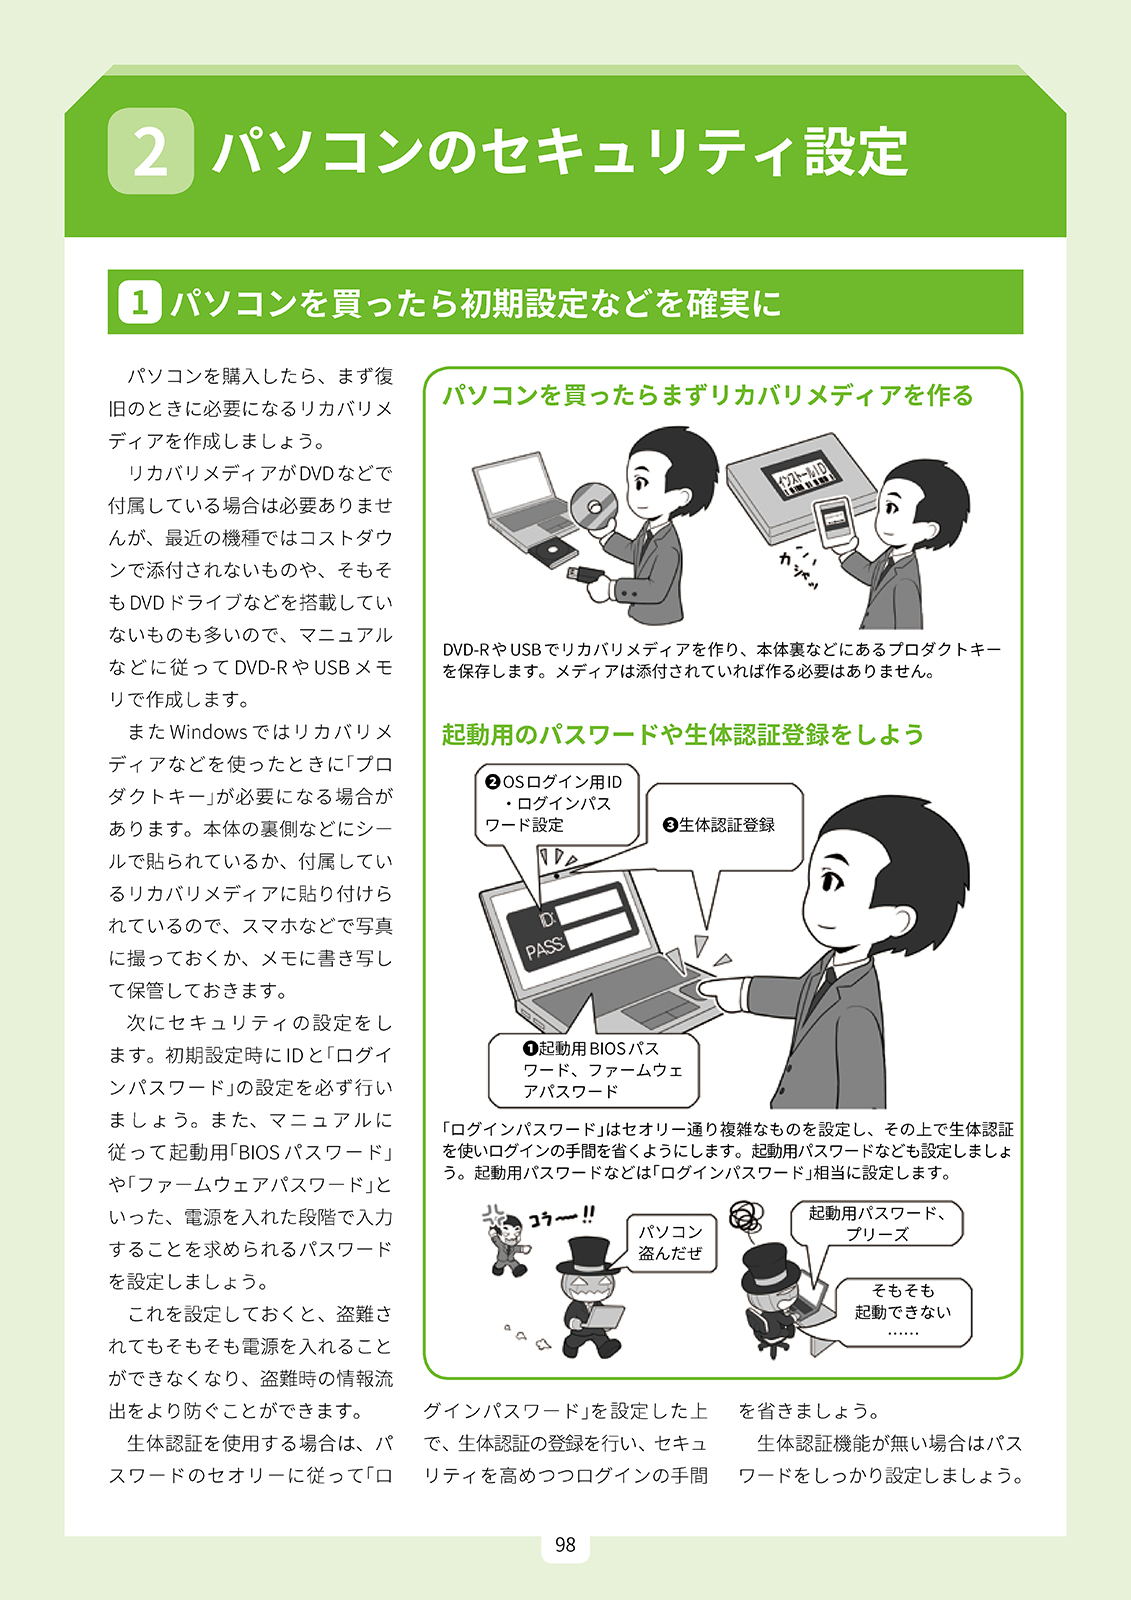 2 パソコンのセキュリティ設定
1 パソコンを買ったら初期設定などを確実に
パソコンを購入したら、まず復
旧のときに必要になるリカバリメ
ディアを作成しましょう。
リカバリメディアがDVDなどで
付属している場合は必要ありませ
んが、最近の機種ではコストダウ
ンで添付されないものや、そもそ
もDVDドライブなどを搭載してい
ないものも多いので、マニュアル
などに従ってDVD-RやUSBメモ
リで作成します。
またWindowsではリカバリメ
ディアなどを使ったときに「プロ
ダクトキー」が必要になる場合が
あります。本体の裏側などにシー
ルで貼られているか、付属してい
るリカバリメディアに貼り付けら
れているので、スマホなどで写真
に撮っておくか、メモに書き写し
て保管しておきます。
次にセキュリティの設定をし
ます。初期設定時にIDと「ログイ
ンパスワード」の設定を必ず行い
ましょう。また、マニュアルに
従って起動用「BIOSパスワード」
や「ファームウェアパスワード」と
いった、電源を入れた段階で入力
することを求められるパスワード
を設定しましょう。
これを設定しておくと、盗難さ
れてもそもそも電源を入れること
ができなくなり、盗難時の情報流
出をより防ぐことができます。
生体認証を使用する場合は、パ
スワードのセオリーに従って「ロ
パソコンを買ったらまずリカバリメディアを作る
インストールID
カシャッ
DVD-RやUSBでリカバリメディアを作り、本体裏などにあるプロダクトキー
を保存します。メディアは添付されていれば作る必要はありません。
起動用のパスワードや生体認証登録をしよう
❷OSログイン用ID
・ログインパス
ワード設定
❸生体認証登録
ID:
PASS:
❶起動用BIOSパス
ワード、ファームウェ
アパスワード
「ログインパスワード」はセオリー通り複雑なものを設定し、その上で生体認証
を使いログインの手間を省くようにします。起動用パスワードなども設定しましょ
う。起動用パスワードなどは「ログインパスワード」相当に設定します。
コラ〜!!
パソコン
盗んだぜ
起動用パスワード、
プリーズ
そもそも
起動できない
……
グインパスワード」を設定した上
で、生体認証の登録を行い、セキュ
リティを高めつつログインの手間
を省きましょう。
生体認証機能が無い場合はパス
ワードをしっかり設定しましょう。
98